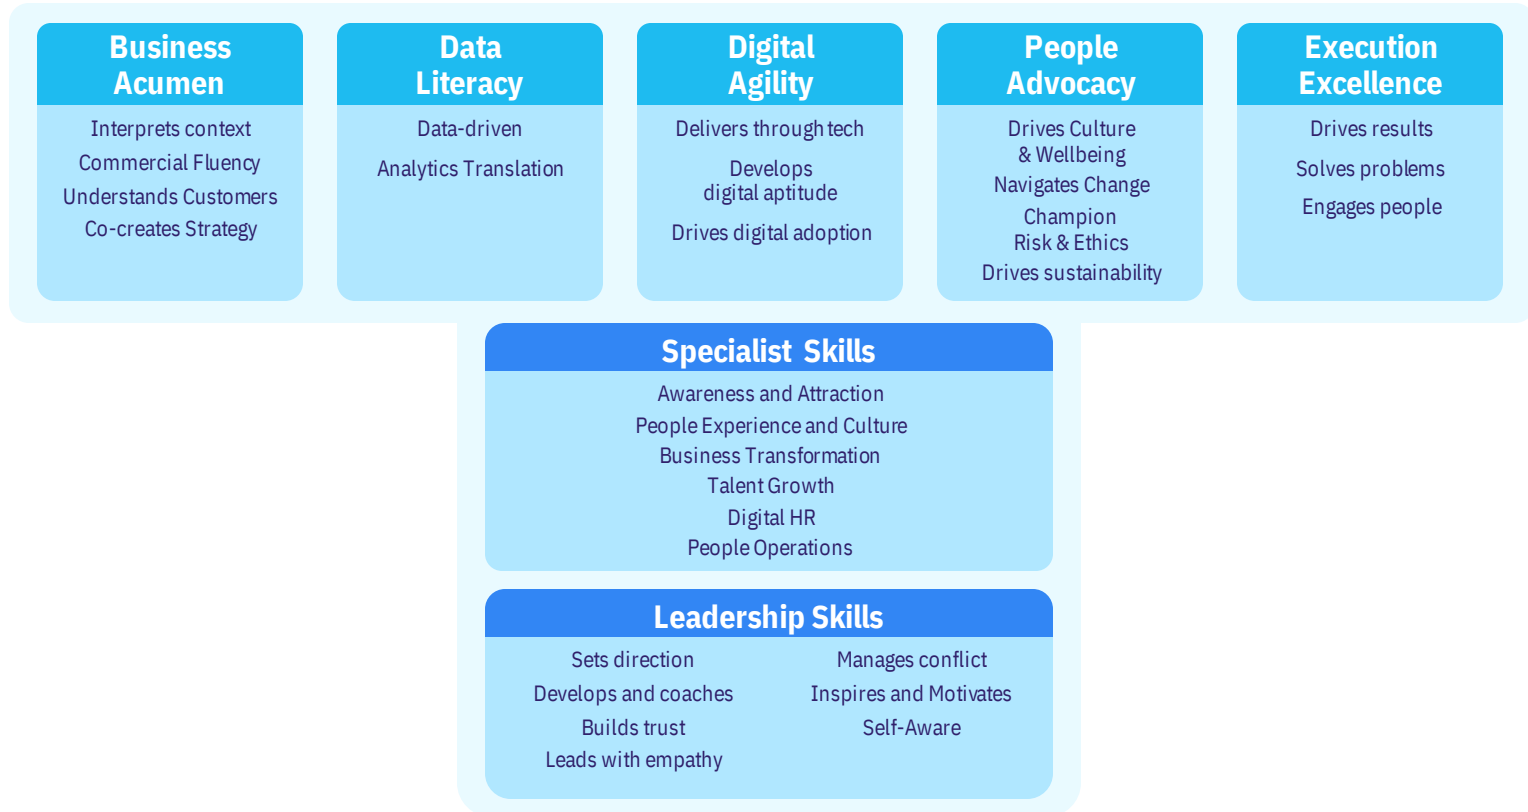 Business
Acumen
Interprets context
Commercial Fluency
Understands Customers
Co-creates Strategy
Data
Literacy
Data-driven
Analytics Translation
Digital
Agility
Delivers through tech
Develops
digital aptitude
Drives digital adoption
People
Advocacy
Drives Culture
& Wellbeing
Navigates Change
Champion
Risk & Ethics
Drives sustainability
Execution
Excellence
Drives results
Solves problems
Engages people
Specialist Skills
Awareness and Attraction
People Experience and Culture
Business Transformation
Talent Growth
Digital HR
People Operations
Leadership Skills
Sets direction
Develops and coaches
Builds trust
Leads with empathy
Manages conflict
Inspires and Motivates
Self-Aware